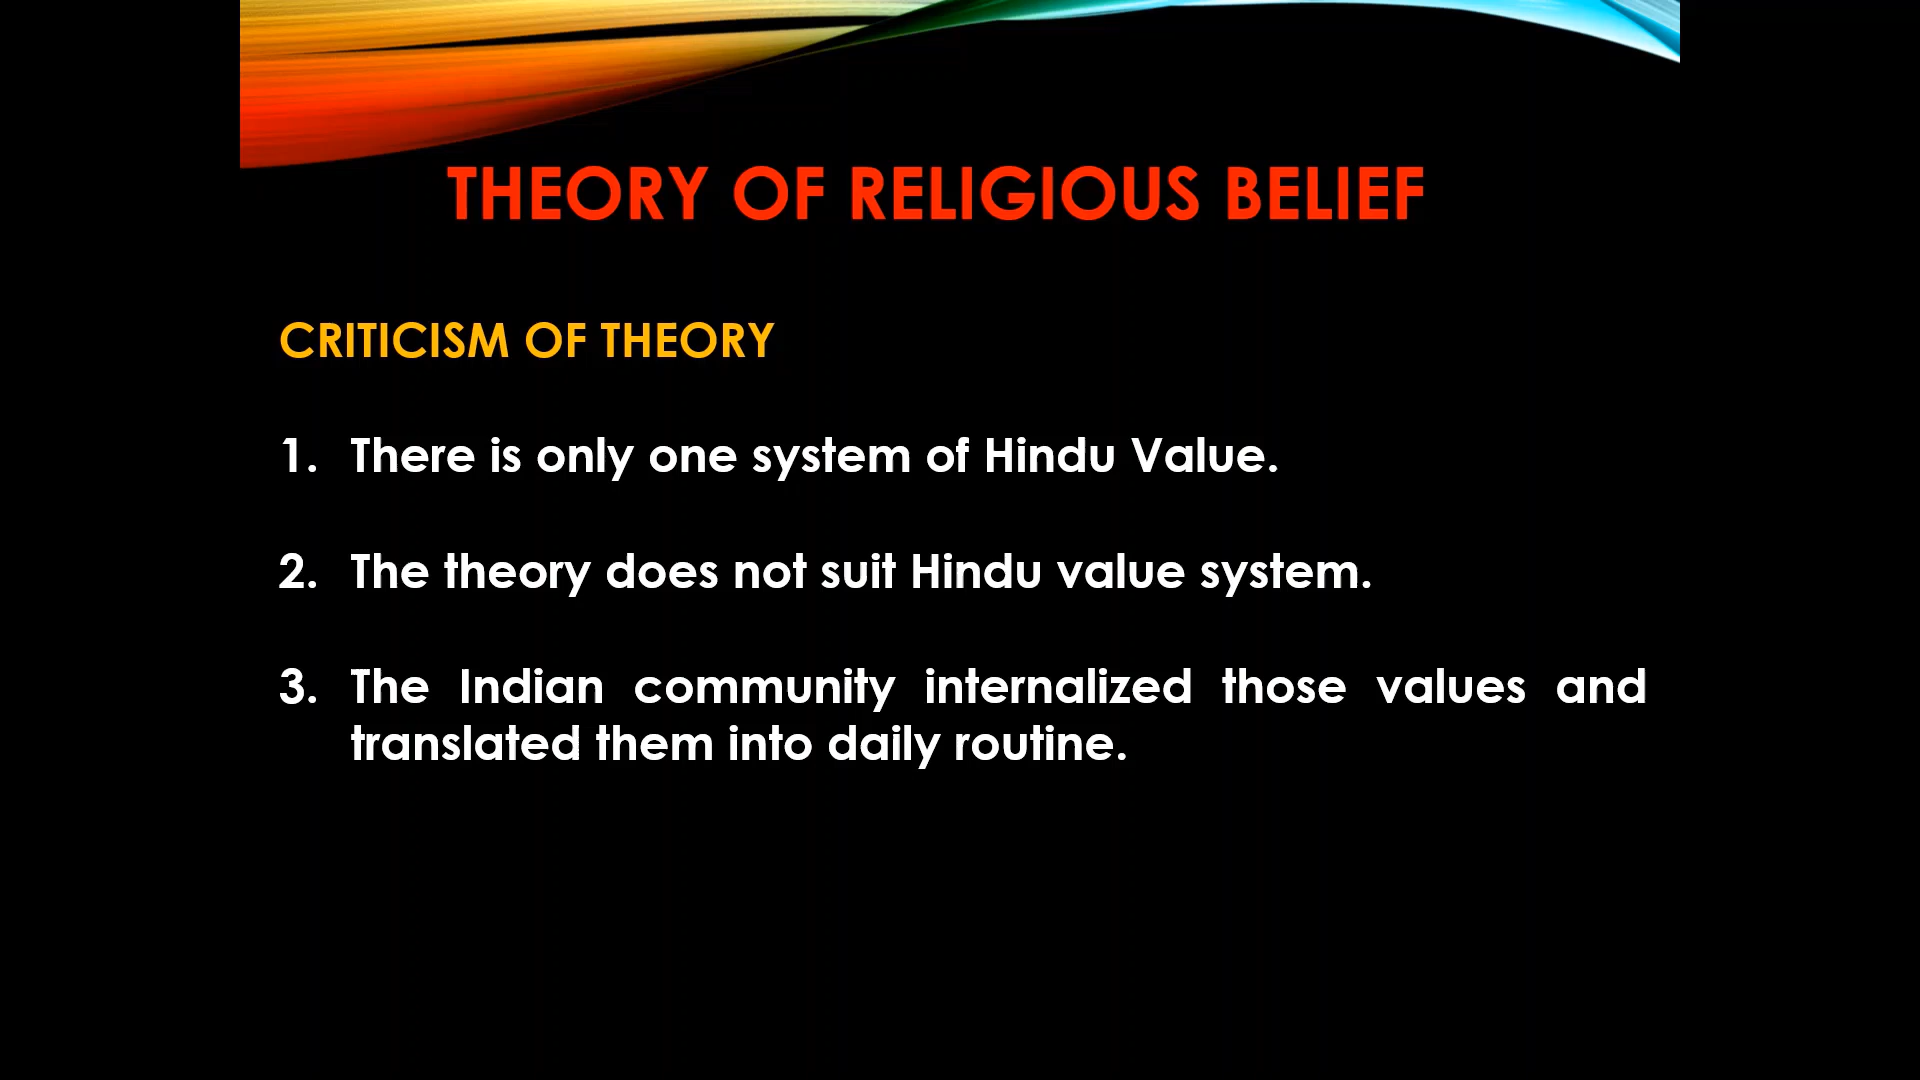 THEORY OF RELIGIOUS BELIEF
CRITICISM OF THEORY
1. There is only one system of Hindu Value.
2. The theory does not suit Hindu value system.
3. The Indian community internalized those values and
translated them into daily routine.